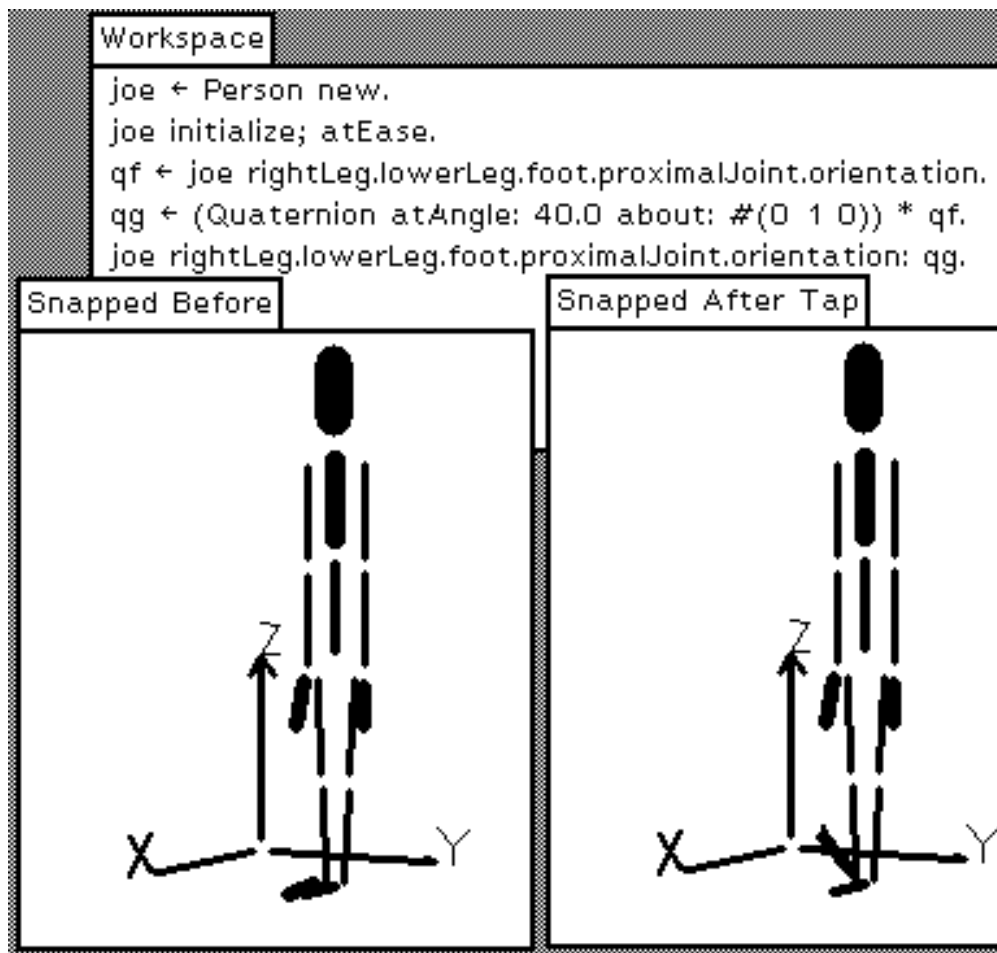 Workspace
joe ← Person new.
joe initialize; atEase.
qf ← joe rightLeg.lowerLeg.foot.proximalJoint.orientation.
qg ← (Quaternion atAngle: 40.0 about: #(0 1 0)) * qf.
joe rightLeg.lowerLeg.foot.proximalJoint.orientation: qg.
Snapped Before
Snapped After Tap
Z
X
Y
Z
X
Y